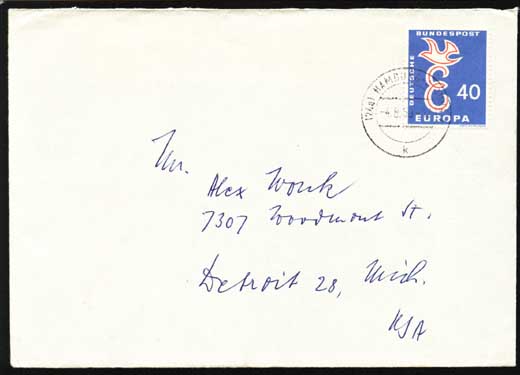 DEUTSCHE
BUNDESPOST
40
EUROPA
HAMBURG
k
Mr.
Alex Wonk
7307 Woodmont St.
Detroit 28, Mich.
USA